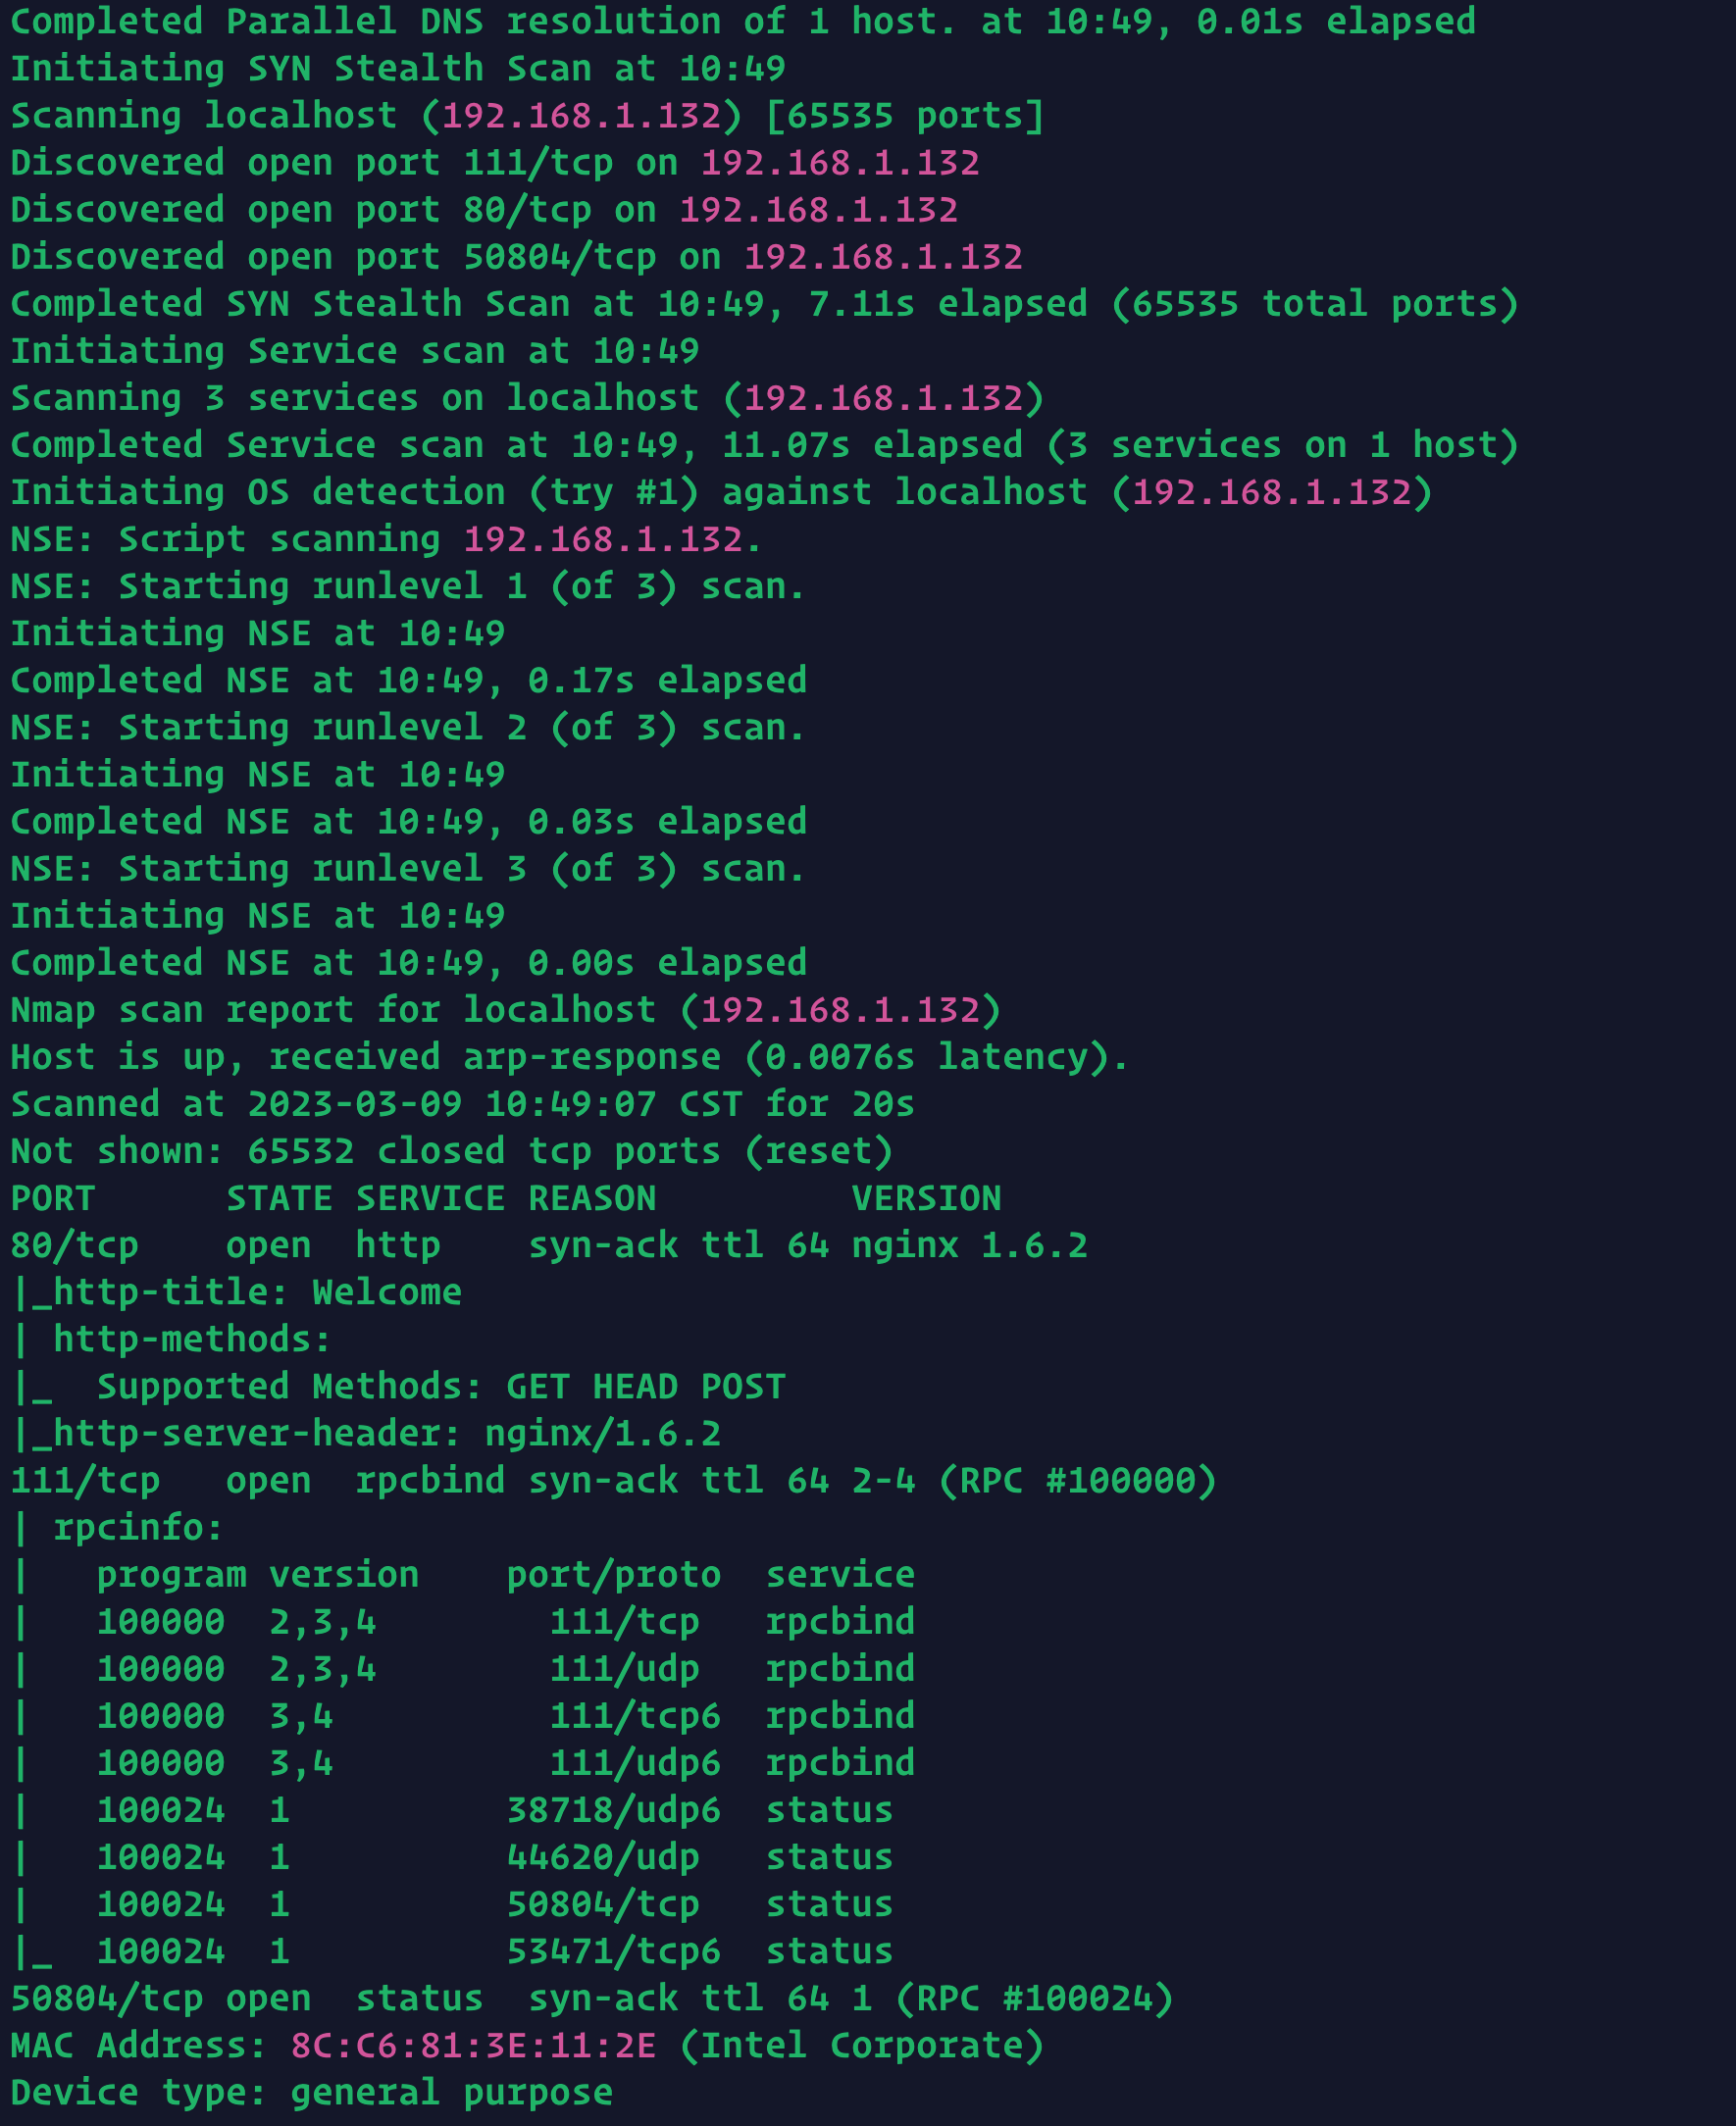 Completed Parallel DNS resolution of 1 host. at 10:49, 0.01s elapsed
Initiating SYN Stealth Scan at 10:49
Scanning localhost (192.168.1.132) [65535 ports]
Discovered open port 111/tcp on 192.168.1.132
Discovered open port 80/tcp on 192.168.1.132
Discovered open port 50804/tcp on 192.168.1.132
Completed SYN Stealth Scan at 10:49, 7.11s elapsed (65535 total ports)
Initiating Service scan at 10:49
Scanning 3 services on localhost (192.168.1.132)
Completed Service scan at 10:49, 11.07s elapsed (3 services on 1 host)
Initiating OS detection (try #1) against localhost (192.168.1.132)
NSE: Script scanning 192.168.1.132.
NSE: Starting runlevel 1 (of 3) scan.
Initiating NSE at 10:49
Completed NSE at 10:49, 0.17s elapsed
NSE: Starting runlevel 2 (of 3) scan.
Initiating NSE at 10:49
Completed NSE at 10:49, 0.03s elapsed
NSE: Starting runlevel 3 (of 3) scan.
Initiating NSE at 10:49
Completed NSE at 10:49, 0.00s elapsed
Nmap scan report for localhost (192.168.1.132)
Host is up, received arp-response (0.0076s latency).
Scanned at 2023-03-09 10:49:07 CST for 20s
Not shown: 65532 closed tcp ports (reset)
PORT      STATE SERVICE REASON         VERSION
80/tcp    open  http    syn-ack ttl 64 nginx 1.6.2
|_http-title: Welcome
| http-methods:
|_  Supported Methods: GET HEAD POST
|_http-server-header: nginx/1.6.2
111/tcp   open  rpcbind syn-ack ttl 64 2-4 (RPC #100000)
| rpcinfo:
|   program version    port/proto  service
|   100000  2,3,4        111/tcp   rpcbind
|   100000  2,3,4        111/udp   rpcbind
|   100000  3,4          111/tcp6  rpcbind
|   100000  3,4          111/udp6  rpcbind
|   100024  1          38718/udp6  status
|   100024  1          44620/udp   status
|   100024  1          50804/tcp   status
|_  100024  1          53471/tcp6  status
50804/tcp open  status  syn-ack ttl 64 1 (RPC #100024)
MAC Address: 8C:C6:81:3E:11:2E (Intel Corporate)
Device type: general purpose